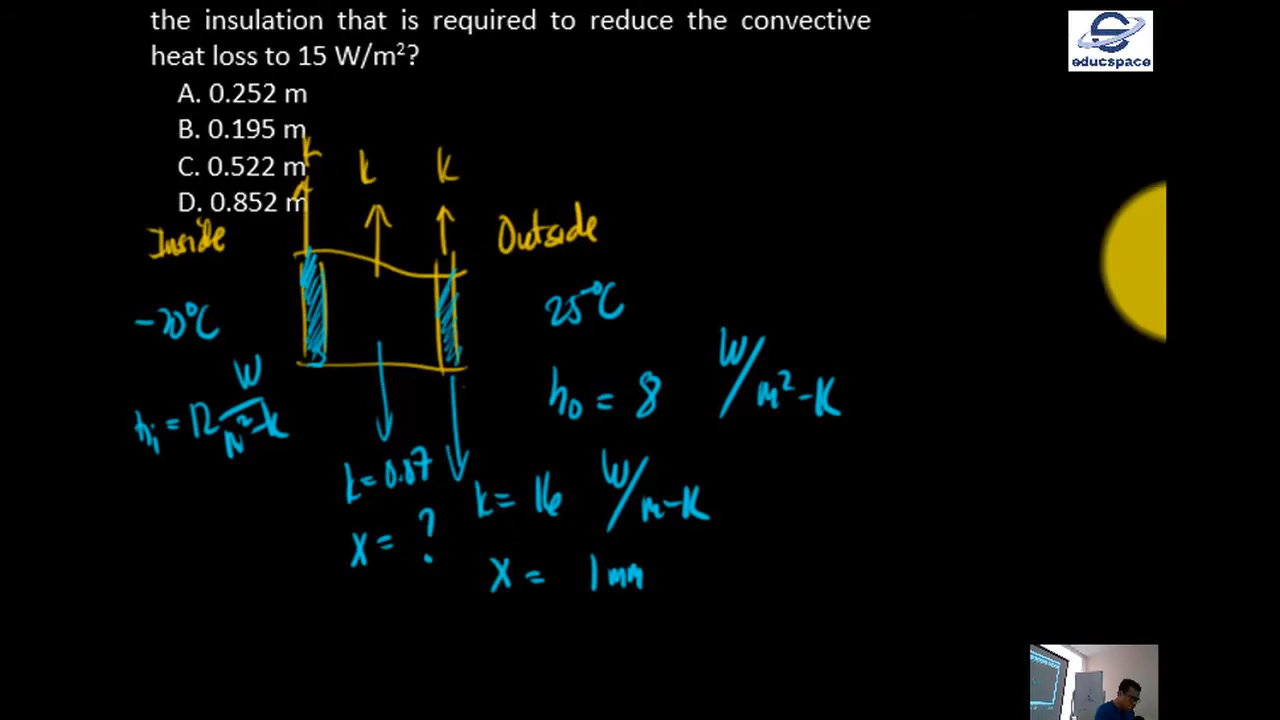 the insulation that is required to reduce the convective
heat loss to 15 W/m²?
A. 0.252 m
B. 0.195 m
C. 0.522 m
D. 0.852 m
educspace
k k k
Inside
Outside
-20°C
25°C
hi = 12 W/m²-K
ho = 8 W/m²-K
k = 0.07
k = 16 W/m-K
x = ?
x = 1 mm